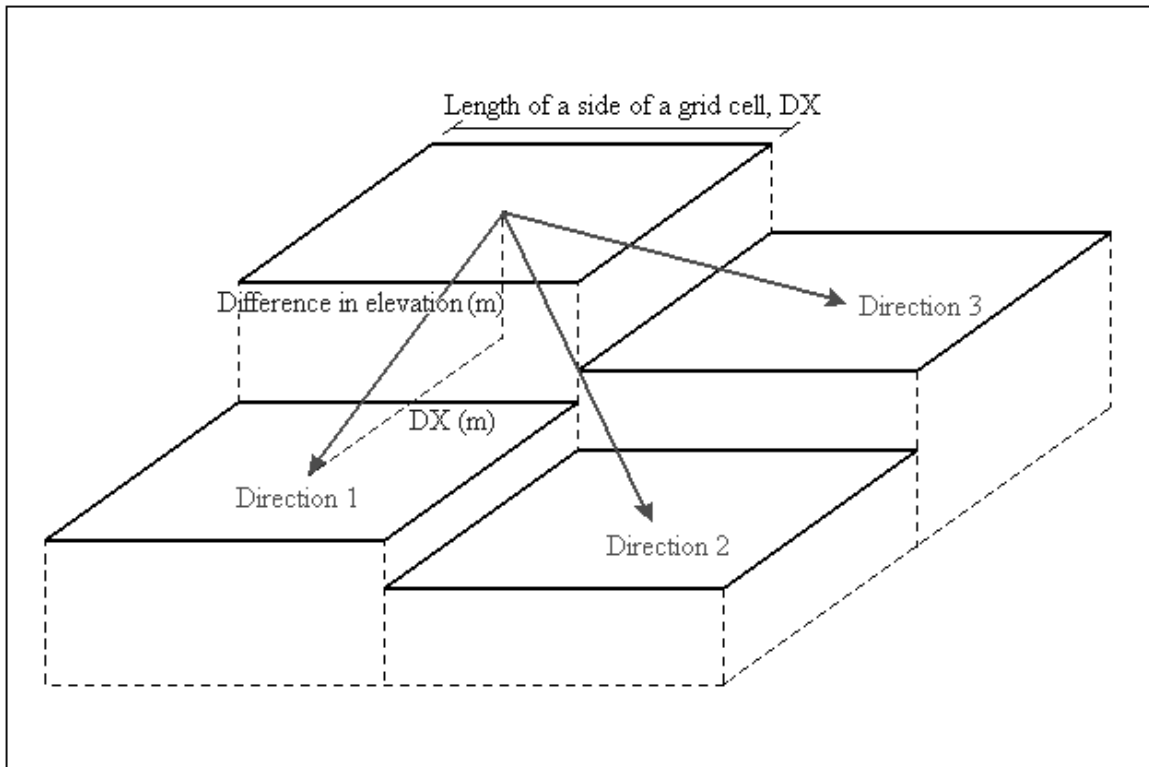 Length of a side of a grid cell, DX
Difference in elevation (m)
Direction 3
DX (m)
Direction 1
Direction 2